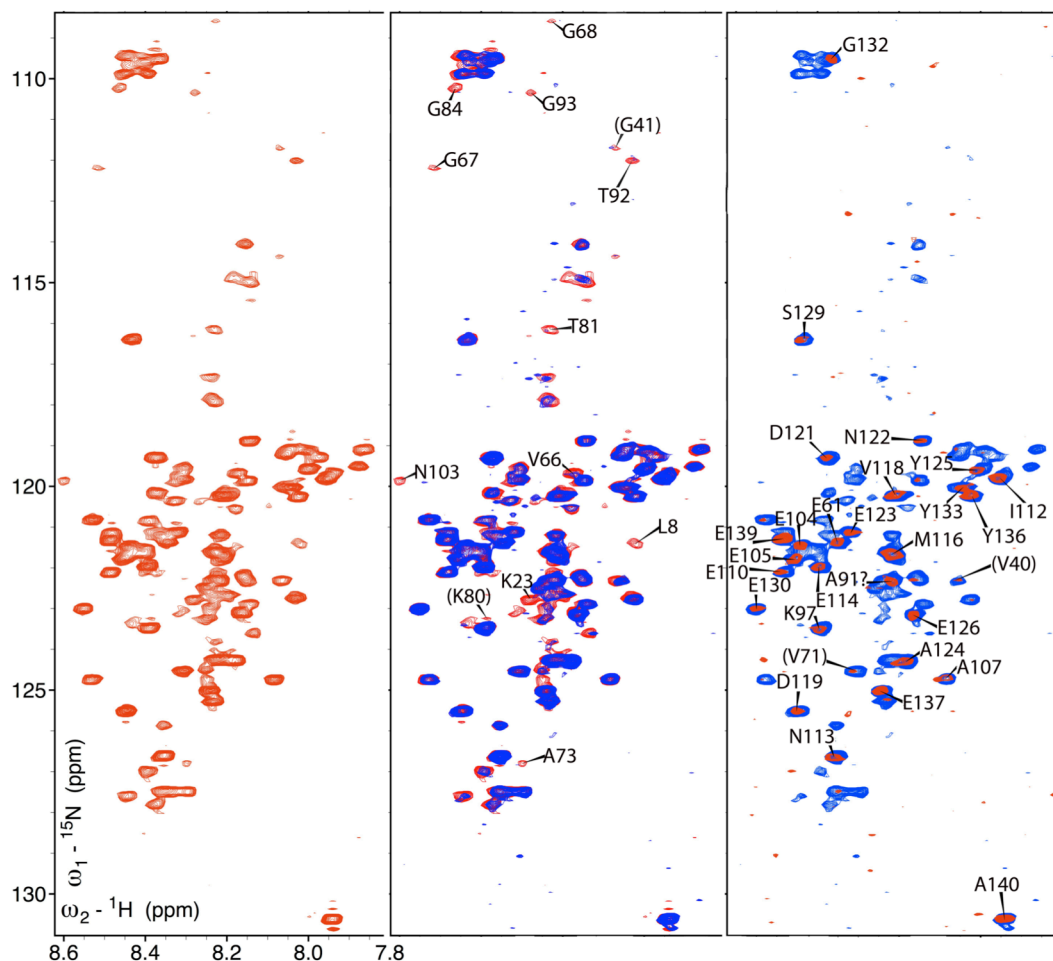 G68
G132
110
G84
G93
(G41)
G67
T92
115
T81
S129
D121
N122
V118
Y125
N103
V66
120
E61
Y133
I112
E104
E123
Y136
E139
L8
M116
E105
(V40)
E110
A91?
K23
E130
(K80)
E114
K97
E126
A124
(V71)
A107
125
D119
E137
N113
A73
ω1 - 15N (ppm)
130
A140
ω2 - 1H (ppm)
8.6 8.4 8.2 8.0 7.8